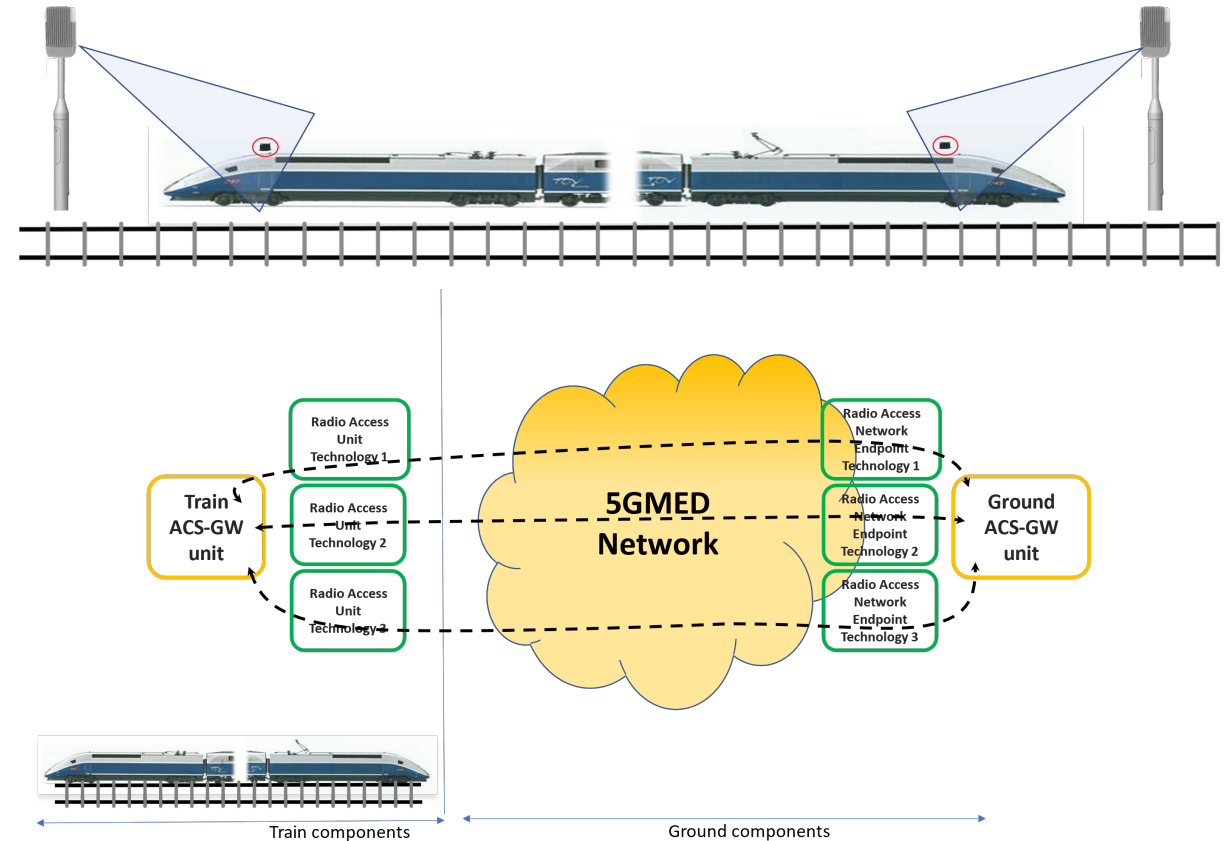 Radio Access
Unit
Technology 1
Radio Access
Network
Endpoint
Technology 1
Train
ACS-GW
unit
Radio Access
Unit
Technology 2
5GMED
Network
Radio Access
Network
Endpoint
Technology 2
Ground
ACS-GW
unit
Radio Access
Unit
Technology 3
Radio Access
Network
Endpoint
Technology 3
Train components
Ground components